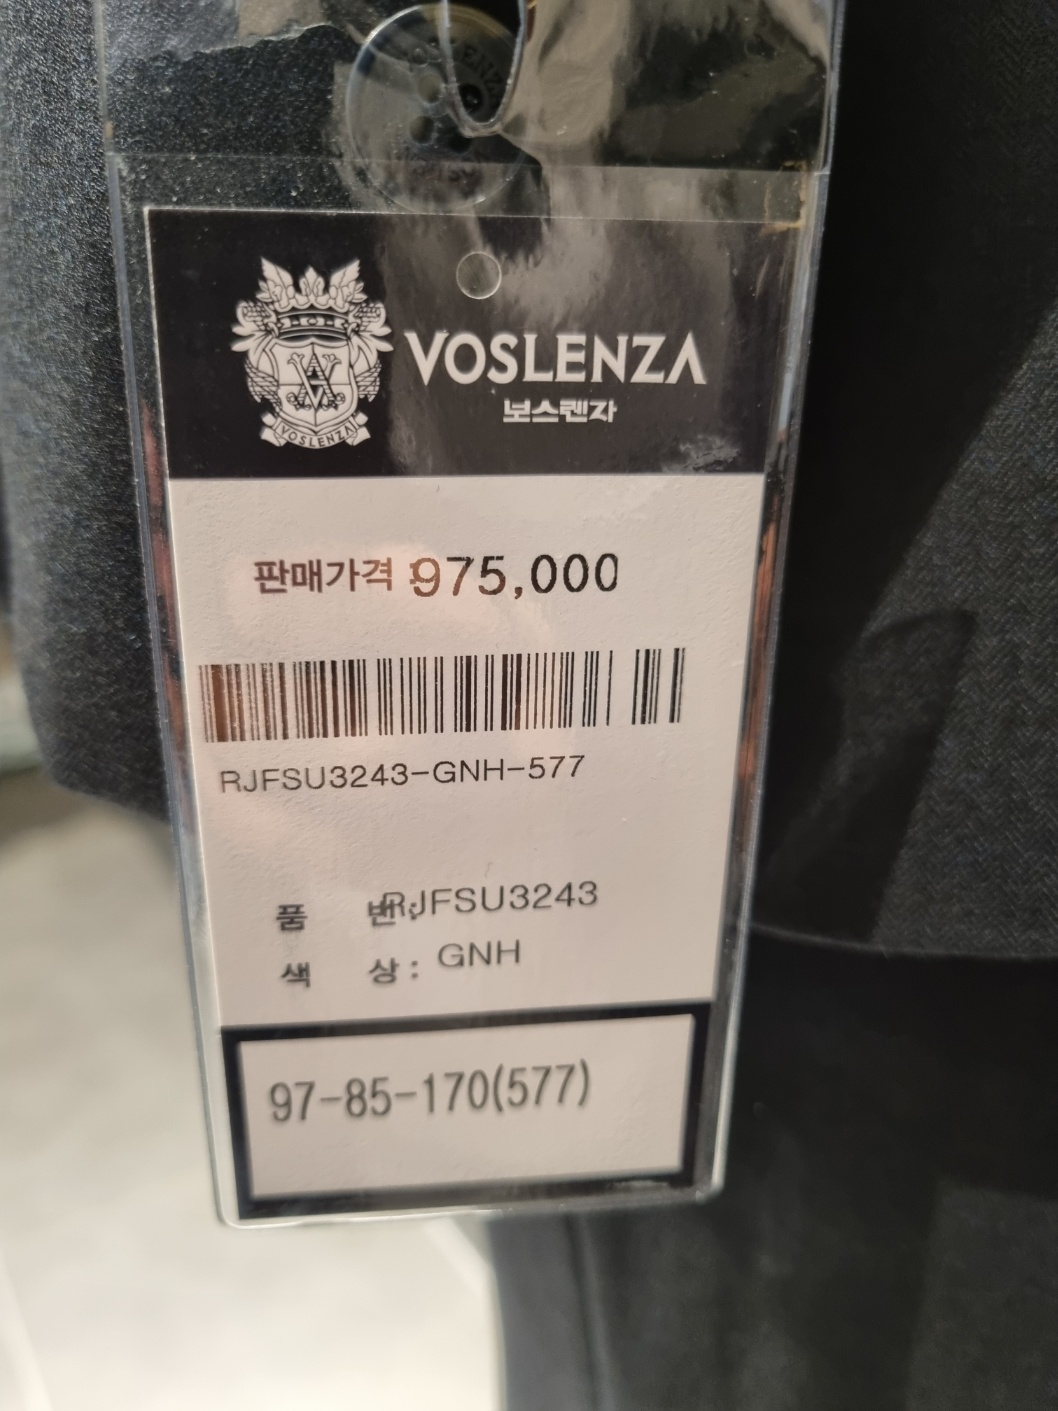 VOSLENZA
VOSLENZA
보스렌자
판매가격 : 975,000
RJFSU3243-GNH-577
품 번: RJFSU3243
색 상: GNH
97-85-170(577)